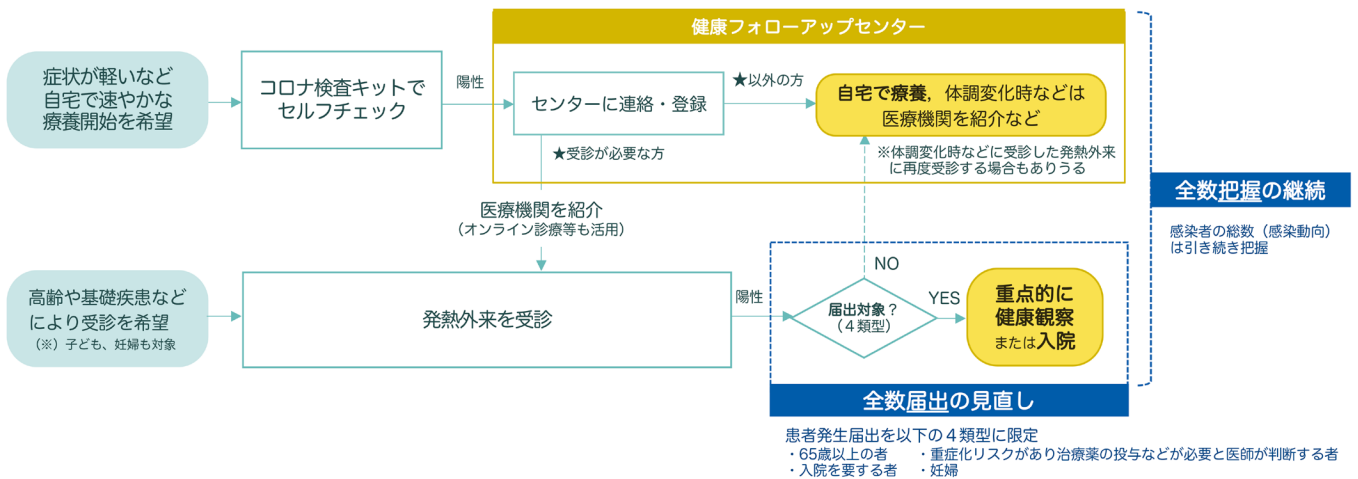 健康フォローアップセンター
症状が軽いなど
自宅で速やかな
療養開始を希望
コロナ検査キットで
セルフチェック
陽性
センターに連絡・登録
★以外の方
自宅で療養，体調変化時などは
医療機関を紹介など
★受診が必要な方
※体調変化時などに受診した発熱外来
に再度受診する場合もありうる
全数把握の継続
感染者の総数（感染動向）
は引き続き把握
医療機関を紹介
（オンライン診療等も活用）
高齢や基礎疾患など
により受診を希望
（※）子ども、妊婦も対象
発熱外来を受診
陽性
届出対象？
（４類型）
NO
YES
重点的に
健康観察
または入院
全数届出の見直し
患者発生届出を以下の４類型に限定
・65歳以上の者　・重症化リスクがあり治療薬の投与などが必要と医師が判断する者
・入院を要する者　・妊婦